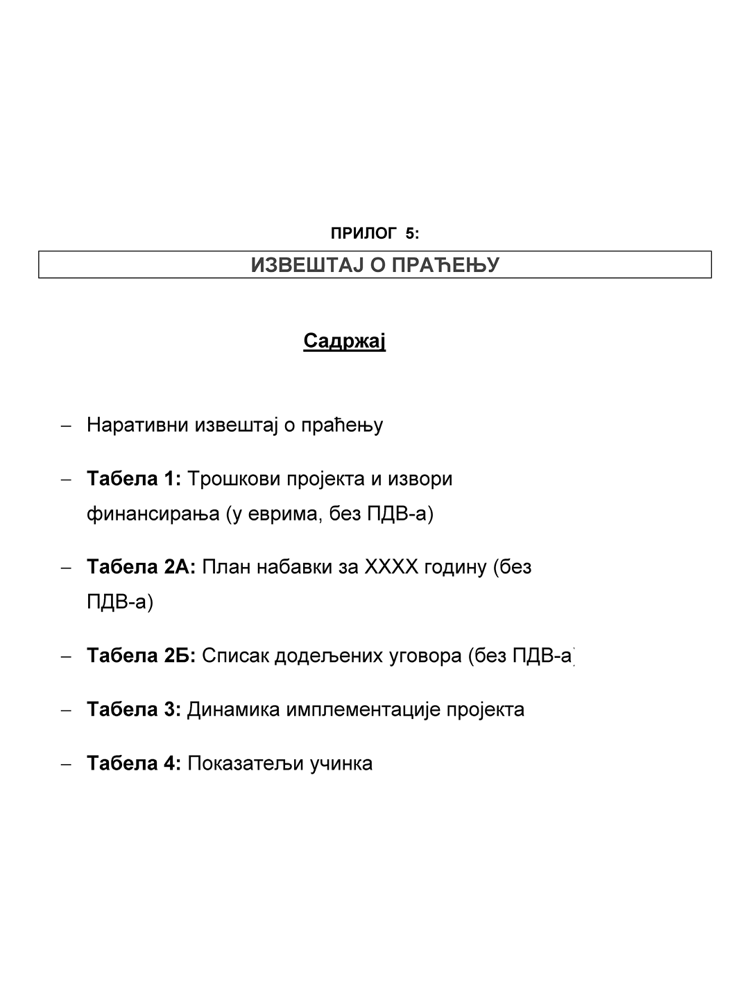 ПРИЛОГ 5:
ИЗВЕШТАЈ О ПРАЋЕЊУ
Садржај
– Наративни извештај о праћењу
– Табела 1: Трошкови пројекта и извори
финансирања (у еврима, без ПДВ-а)
– Табела 2А: План набавки за XXXX годину (без
ПДВ-а)
– Табела 2Б: Списак додељених уговора (без ПДВ-а)
– Табела 3: Динамика имплементације пројекта
– Табела 4: Показатељи учинка